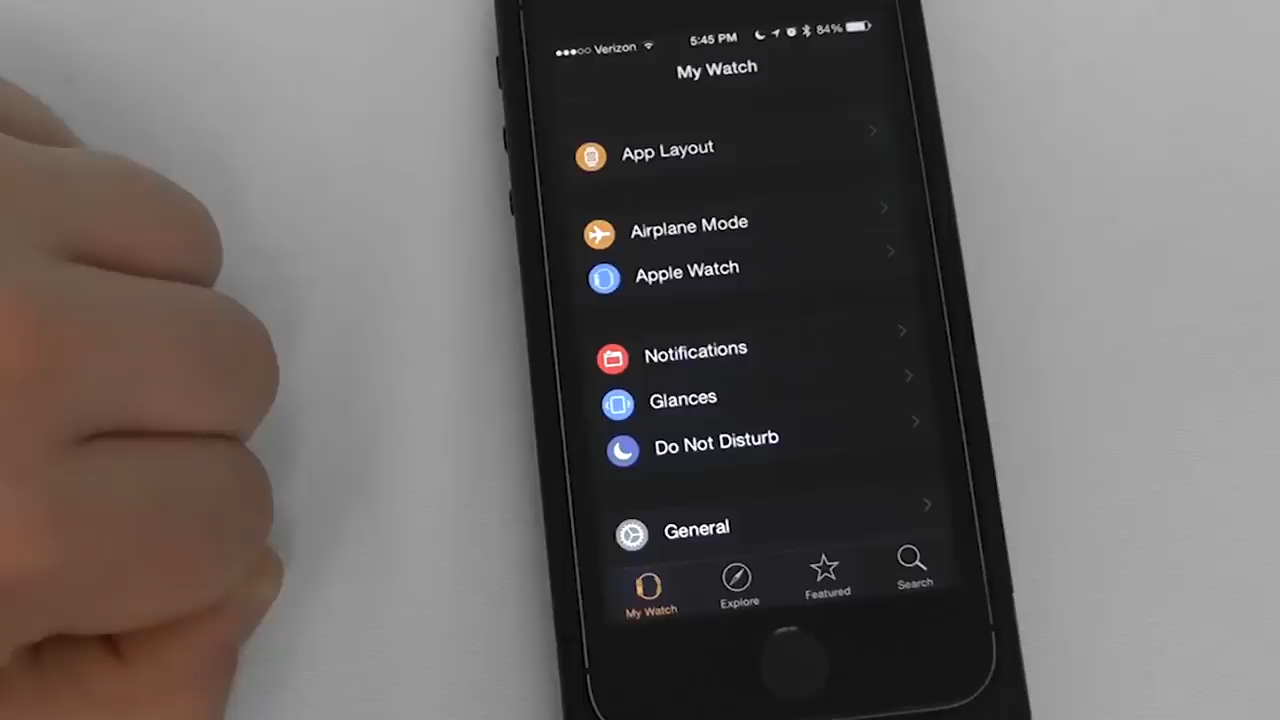 Verizon 5:45 PM 84%
My Watch
App Layout
Airplane Mode
Apple Watch
Notifications
Glances
Do Not Disturb
General
My Watch Explore Featured Search